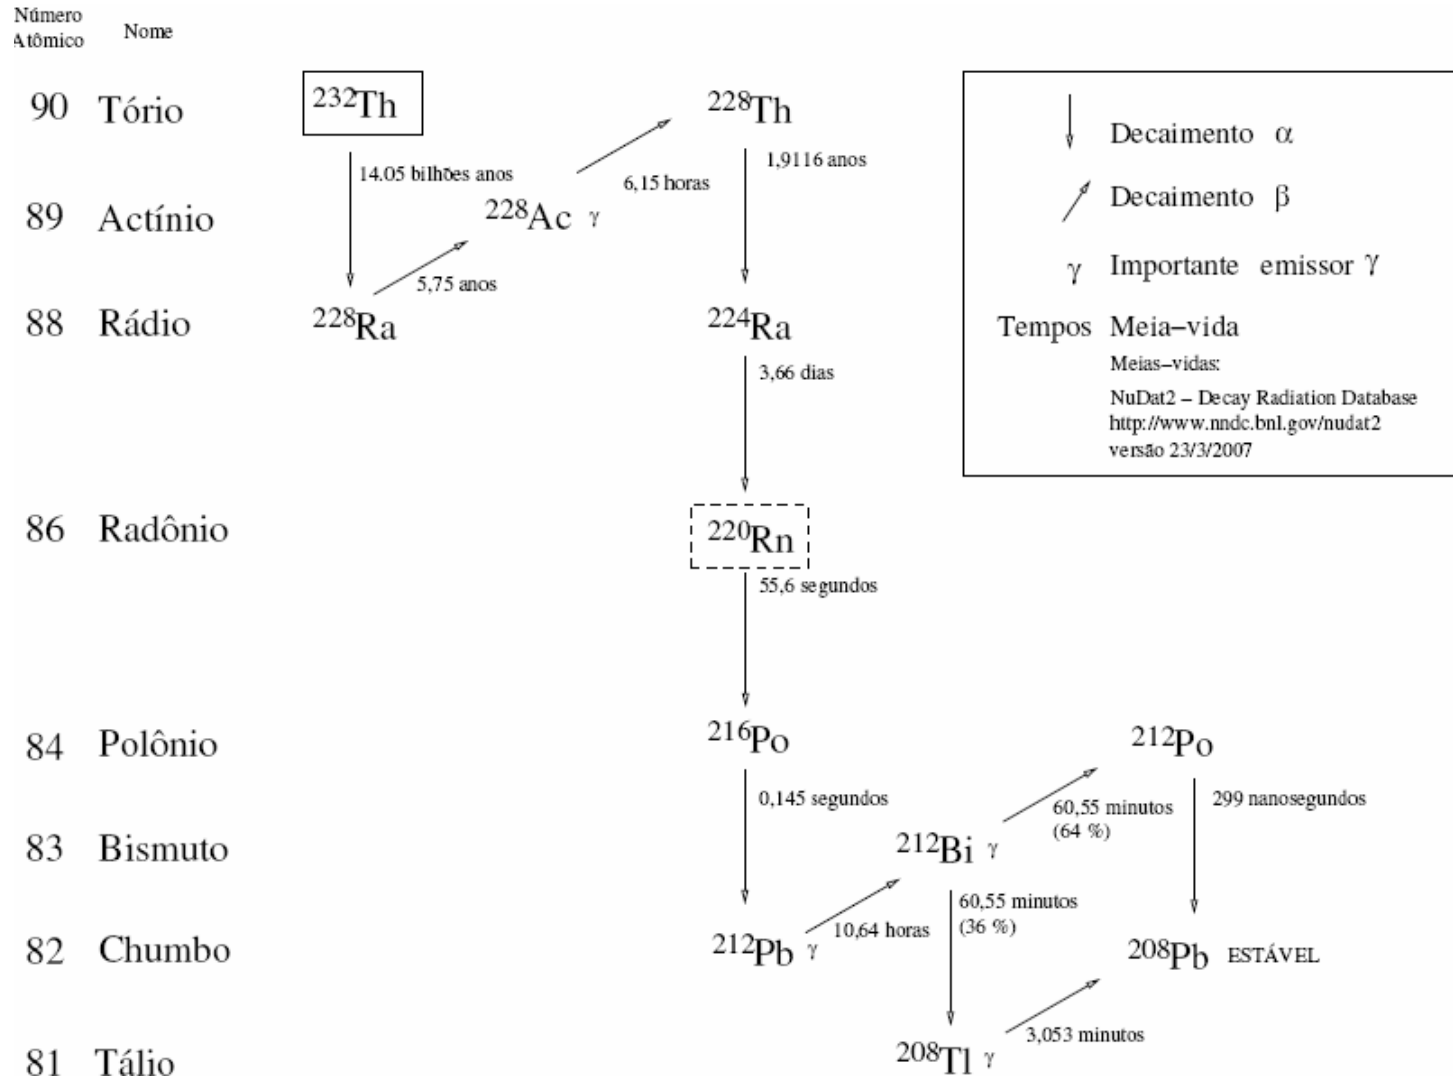 Número
Atômico Nome
90 Tório 232Th 228Th
14.05 bilhões anos 6,15 horas 1,9116 anos
89 Actínio 228Ac γ
5,75 anos
88 Rádio 228Ra 224Ra
3,66 dias
86 Radônio 220Rn
55,6 segundos
84 Polônio 216Po 212Po
0,145 segundos 60,55 minutos 299 nanosegundos
(64 %)
83 Bismuto 212Bi γ
60,55 minutos
10,64 horas (36 %)
82 Chumbo 212Pb γ 208Pb ESTÁVEL
3,053 minutos
81 Tálio 208Tl γ
Decaimento α
Decaimento β
γ Importante emissor γ
Tempos Meia–vida
Meias–vidas:
NuDat2 – Decay Radiation Database
http://www.nndc.bnl.gov/nudat2
versão 23/3/2007